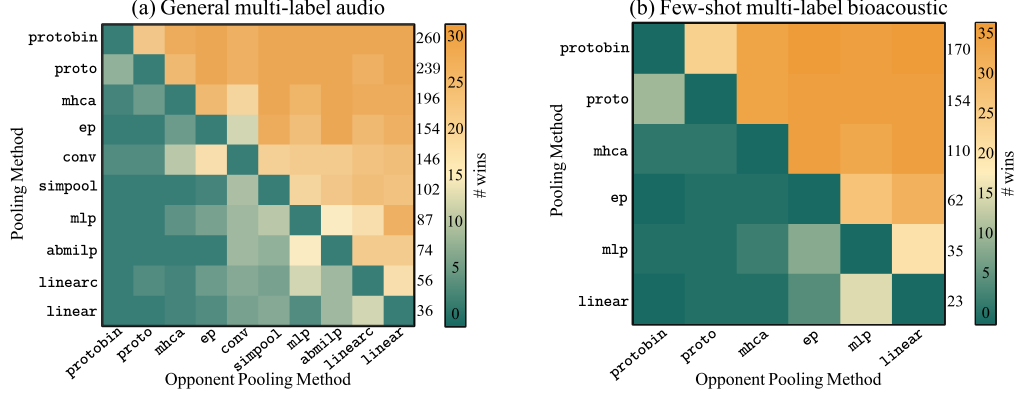 (a) General multi-label audio
Pooling Method
protobin 260
proto 239
mhca 196
ep 154
conv 146
simpool 102
mlp 87
abmilp 74
linearc 56
linear 36
protobin proto mhca ep conv simpool mlp abmilp linearc linear
Opponent Pooling Method
30
25
20
15
10
5
0
# wins
(b) Few-shot multi-label bioacoustic
Pooling Method
protobin 170
proto 154
mhca 110
ep 62
mlp 35
linear 23
protobin proto mhca ep mlp linear
Opponent Pooling Method
35
30
25
20
15
10
5
0
# wins